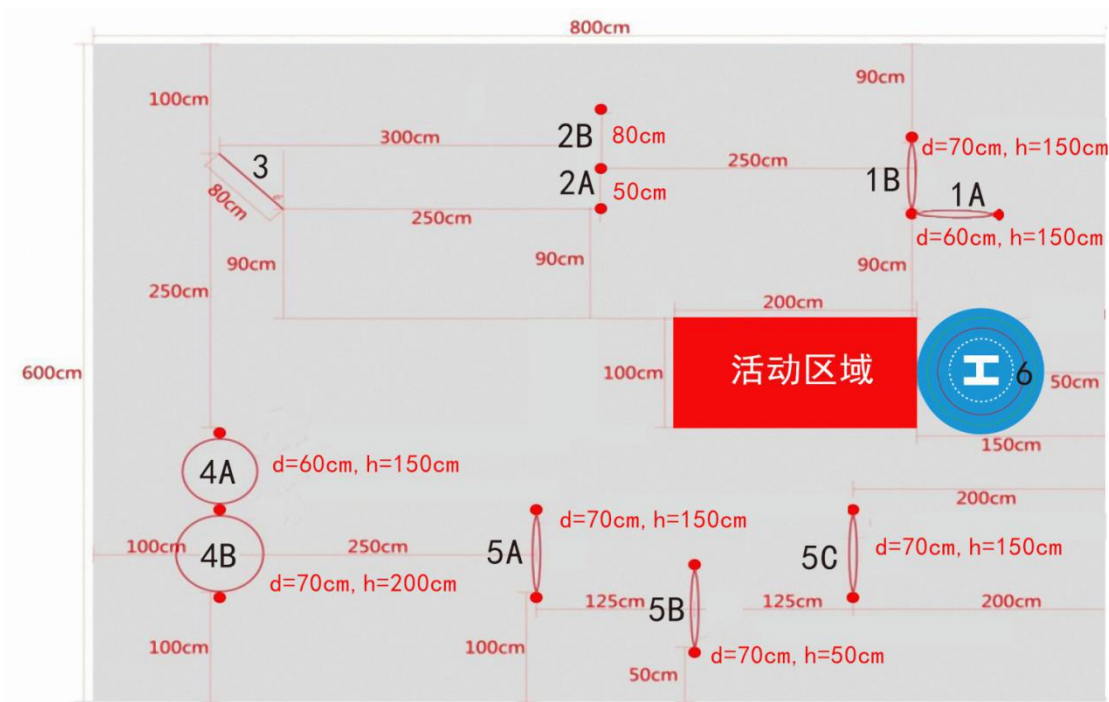 800cm
90cm
100cm
2B
80cm
300cm
d=70cm, h=150cm
250cm
3
1B
2A
50cm
1A
80cm
250cm
d=60cm, h=150cm
90cm
90cm
90cm
250cm
200cm
600cm
100cm
活动区域
H
6
50cm
150cm
4A
d=60cm, h=150cm
200cm
d=70cm, h=150cm
100cm
4B
250cm
5A
5C
d=70cm, h=150cm
d=70cm, h=200cm
125cm
5B
125cm
200cm
100cm
100cm
d=70cm, h=50cm
50cm